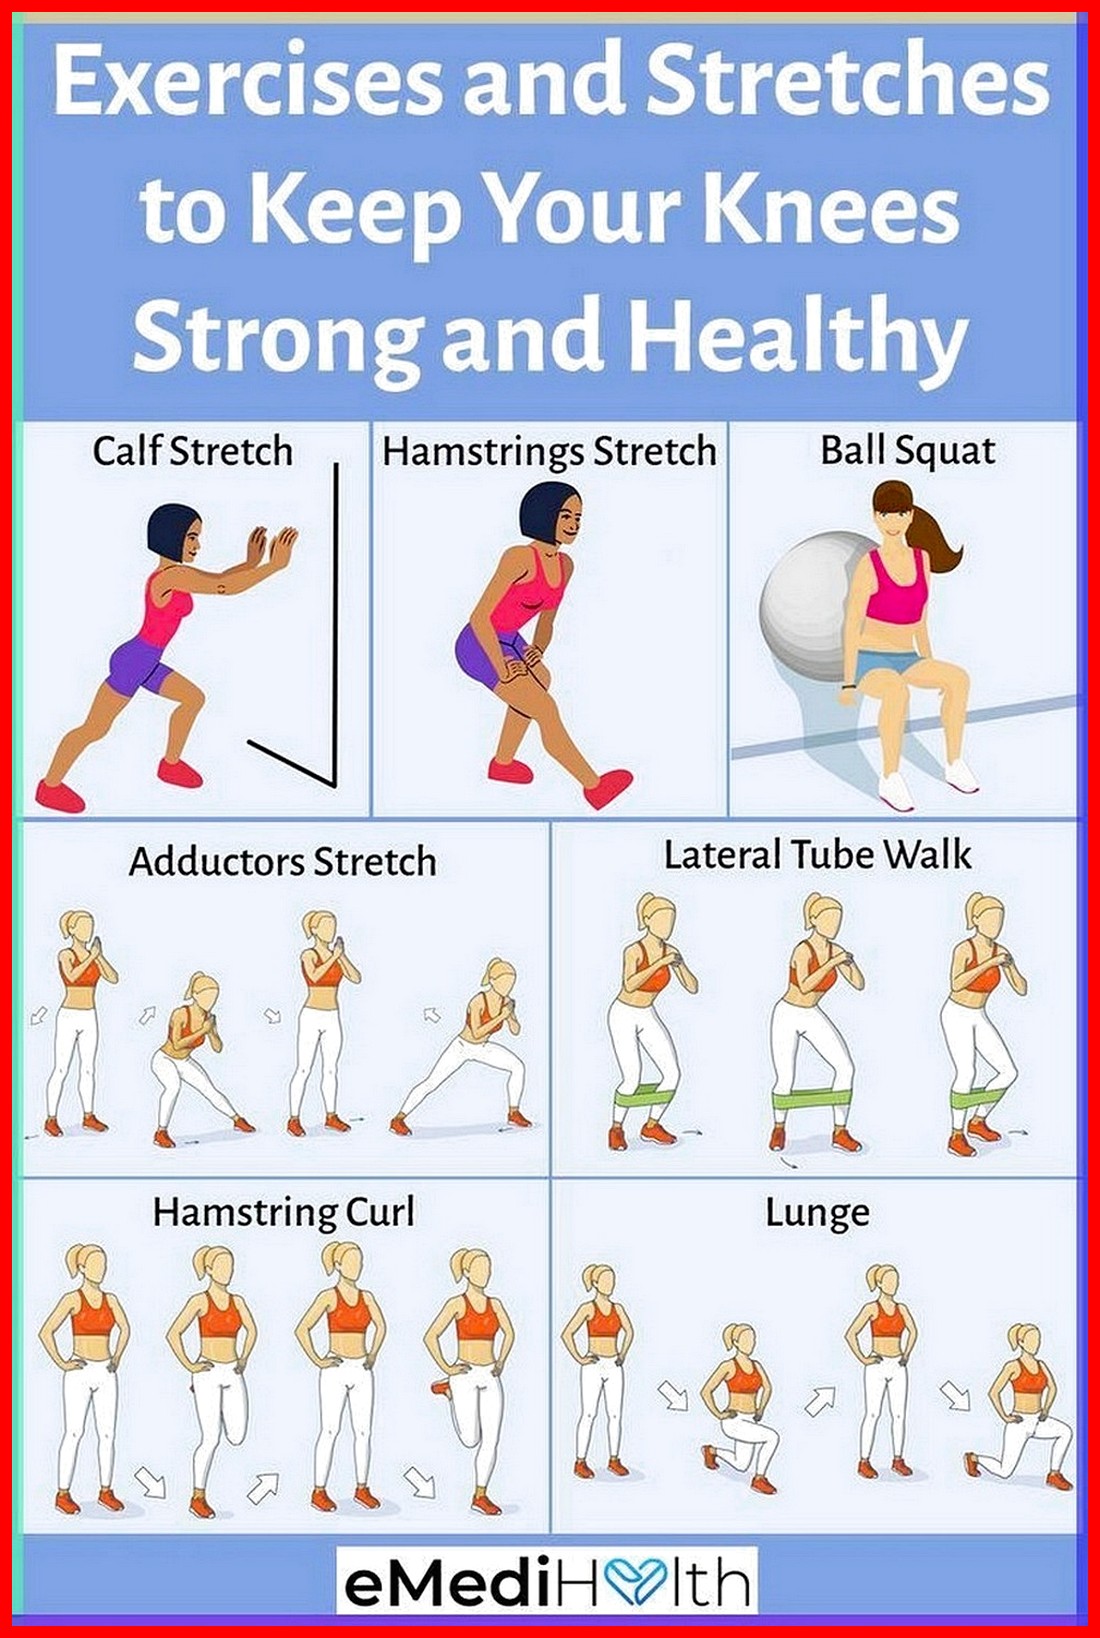 Exercises and Stretches
to Keep Your Knees
Strong and Healthy
Calf Stretch
Hamstrings Stretch
Ball Squat
Adductors Stretch
Lateral Tube Walk
Hamstring Curl
Lunge
eMediHealth